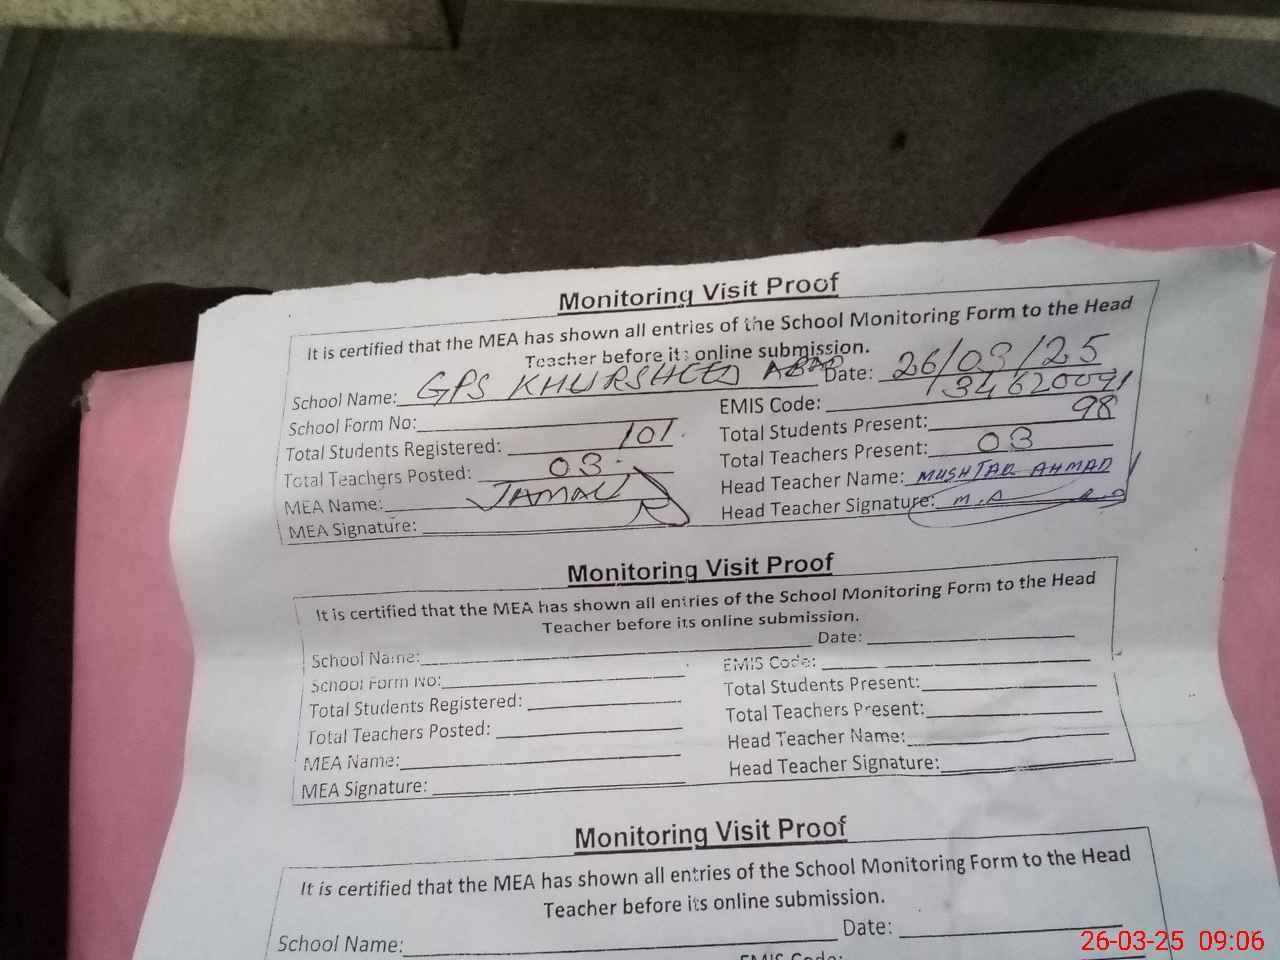 Monitoring Visit Proof
It is certified that the MEA has shown all entries of the School Monitoring Form to the Head
Teacher before its online submission.
School Name: GPS KHURSHEED ABAD Date: 26/03/25
School Form No: EMIS Code:
Total Students Registered: 101 Total Students Present: 98
Total Teachers Posted: 03 Total Teachers Present: 03
MEA Name: JAMALU Head Teacher Name: MUSHTAQ AHMAD
MEA Signature: Head Teacher Signature: M.A
Monitoring Visit Proof
It is certified that the MEA has shown all entries of the School Monitoring Form to the Head
Teacher before its online submission.
School Name: Date:
School Form No: EMIS Code:
Total Students Registered: Total Students Present:
Total Teachers Posted: Total Teachers Present:
MEA Name: Head Teacher Name:
MEA Signature: Head Teacher Signature:
Monitoring Visit Proof
It is certified that the MEA has shown all entries of the School Monitoring Form to the Head
Teacher before its online submission.
School Name: Date:
EMIS Code:
26-03-25 09:06